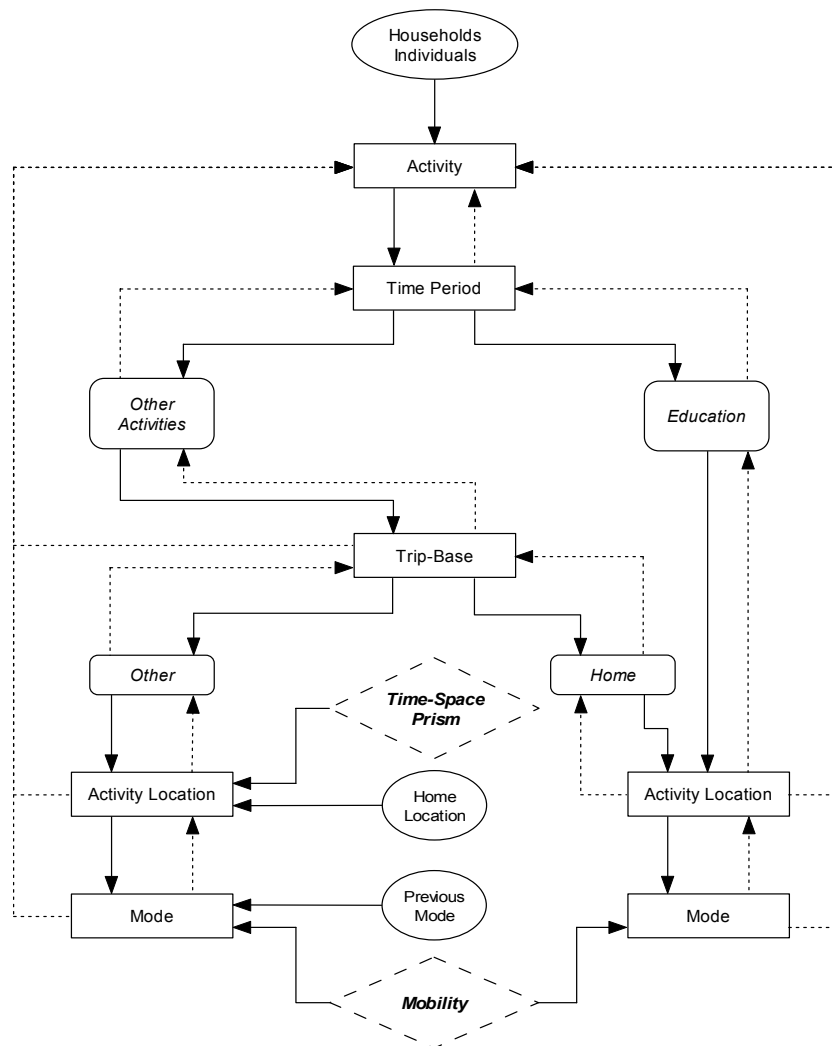 Households
Individuals
Activity
Time Period
Other
Activities
Education
Trip-Base
Other
Home
Time-Space
Prism
Activity Location
Home
Location
Activity Location
Mode
Previous
Mode
Mode
Mobility